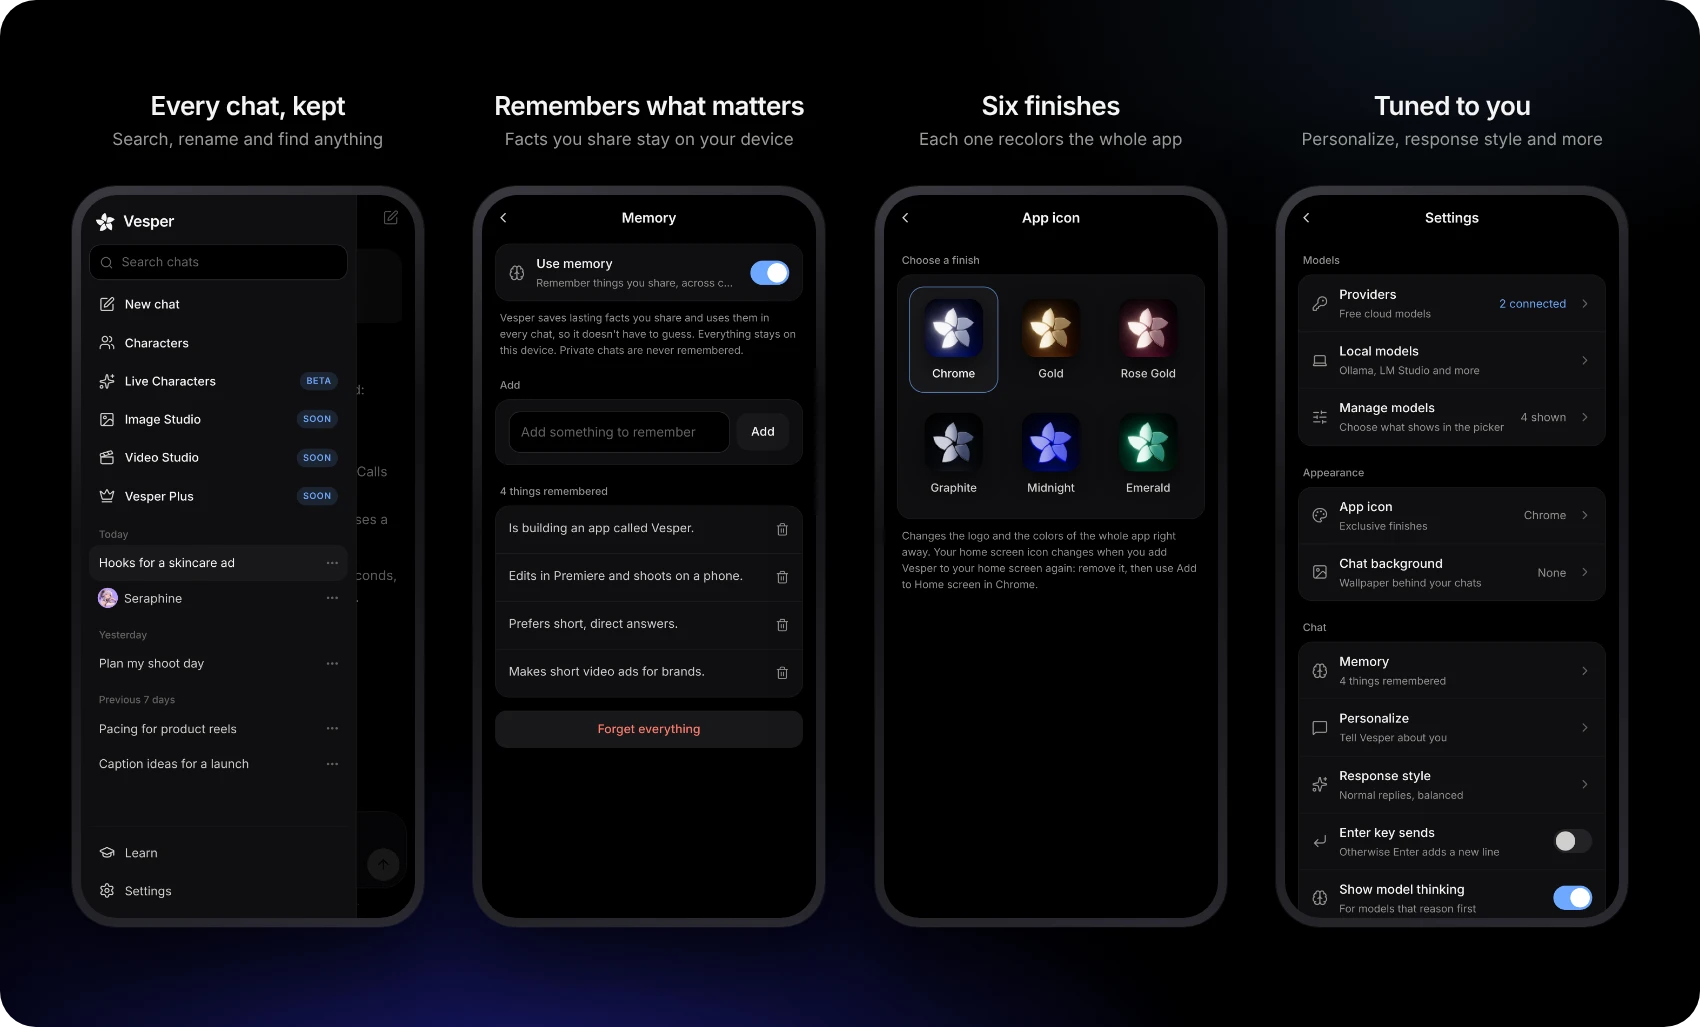 Every chat, kept
Search, rename and find anything
Vesper
Search chats
New chat
Characters
Live Characters BETA
Image Studio SOON
Video Studio SOON
Vesper Plus SOON
Today
Hooks for a skincare ad
Seraphine
Yesterday
Plan my shoot day
Previous 7 days
Pacing for product reels
Caption ideas for a launch
Learn
Settings
d:
Calls
ses a
conds,
Remembers what matters
Facts you share stay on your device
Memory
Use memory
Remember things you share, across c...
Vesper saves lasting facts you share and uses them in
every chat, so it doesn't have to guess. Everything stays on
this device. Private chats are never remembered.
Add
Add something to remember Add
4 things remembered
Is building an app called Vesper.
Edits in Premiere and shoots on a phone.
Prefers short, direct answers.
Makes short video ads for brands.
Forget everything
Six finishes
Each one recolors the whole app
App icon
Choose a finish
Chrome Gold Rose Gold
Graphite Midnight Emerald
Changes the logo and the colors of the whole app right
away. Your home screen icon changes when you add
Vesper to your home screen again: remove it, then use Add
to Home screen in Chrome.
Tuned to you
Personalize, response style and more
Settings
Models
Providers
Free cloud models
2 connected
Local models
Ollama, LM Studio and more
Manage models
Choose what shows in the picker
4 shown
Appearance
App icon
Exclusive finishes
Chrome
Chat background
Wallpaper behind your chats
None
Chat
Memory
4 things remembered
Personalize
Tell Vesper about you
Response style
Normal replies, balanced
Enter key sends
Otherwise Enter adds a new line
Show model thinking
For models that reason first